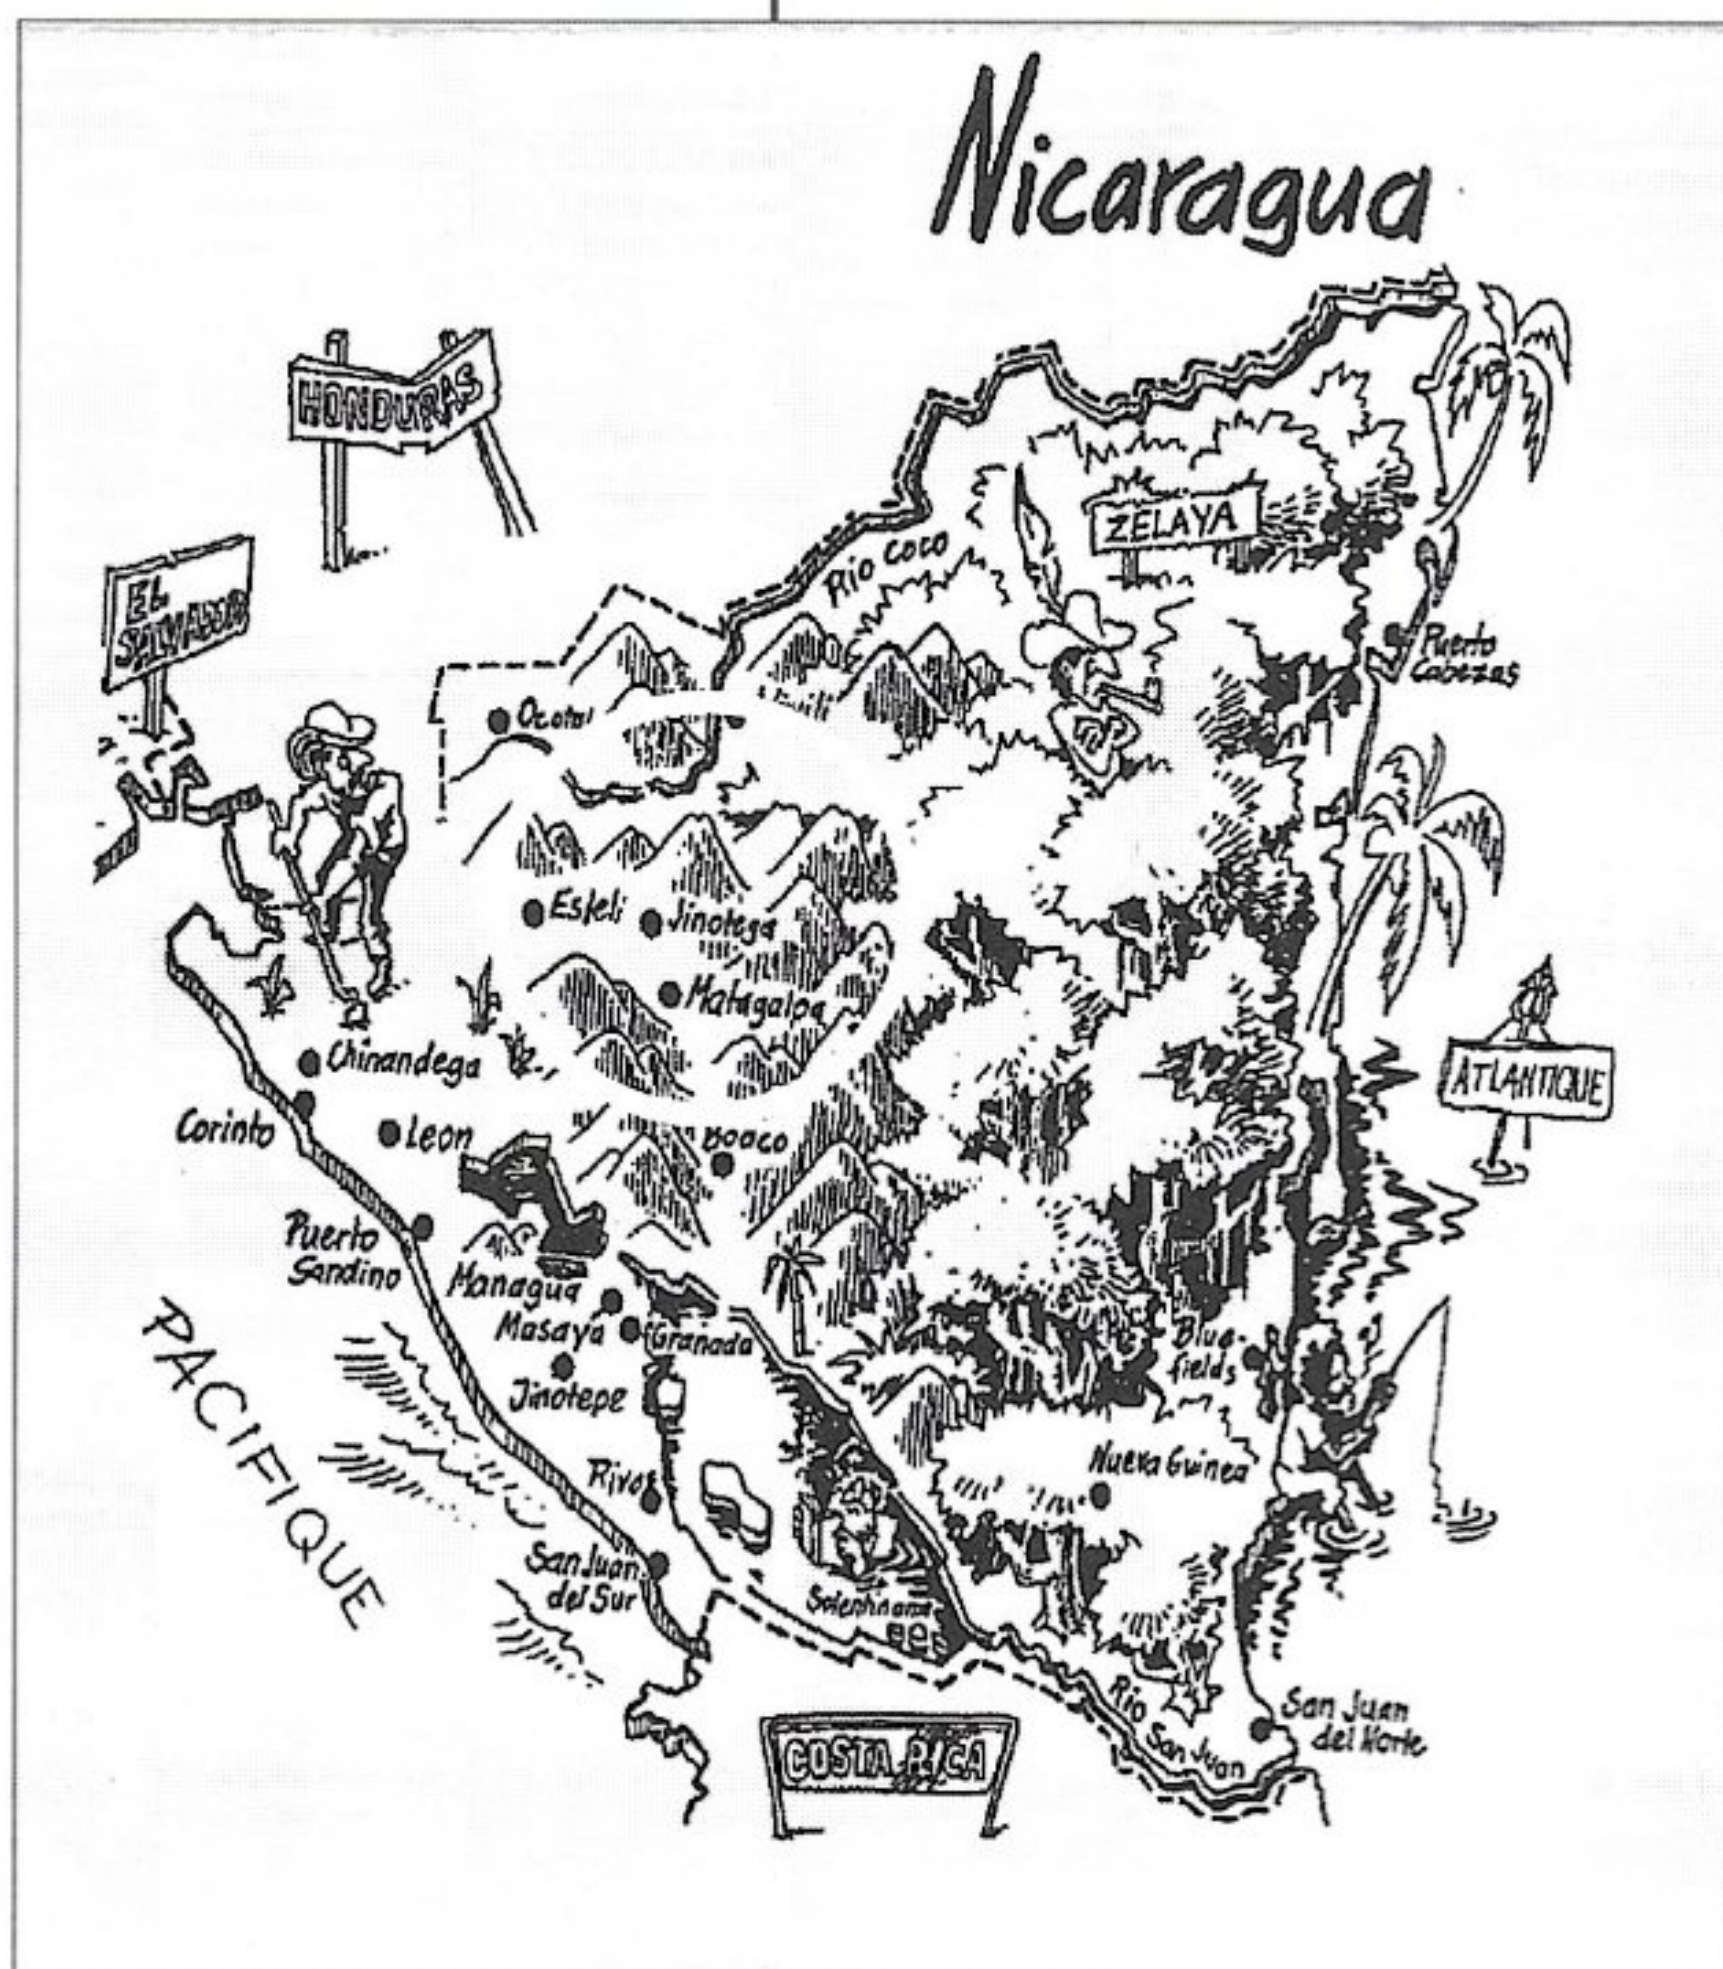 Nicaragua
HONDURAS
EL
SALVADOR
ZELAYA
Rio Coco
Puerto
Cabezas
Ocotal
Esteli
Jinotega
Matagalpa
ATLANTIQUE
Chinandega
Corinto
Leon
Boaco
Puerto
Sandino
Managua
Masaya
Granada
Jinotepe
Blue-
fields
PACIFIQUE
Rivas
Nueva Guinea
San Juan
del Sur
Solentiname
Rio
San Juan
San Juan
del Norte
COSTA RICA